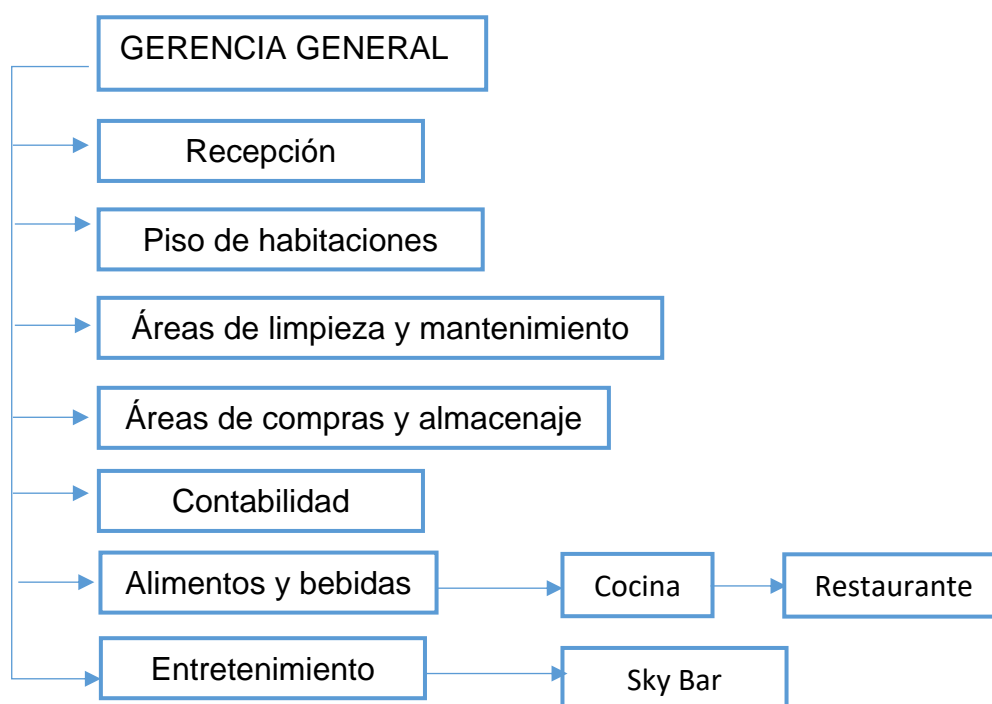 GERENCIA GENERAL
Recepción
Piso de habitaciones
Áreas de limpieza y mantenimiento
Áreas de compras y almacenaje
Contabilidad
Alimentos y bebidas
Cocina
Restaurante
Entretenimiento
Sky Bar